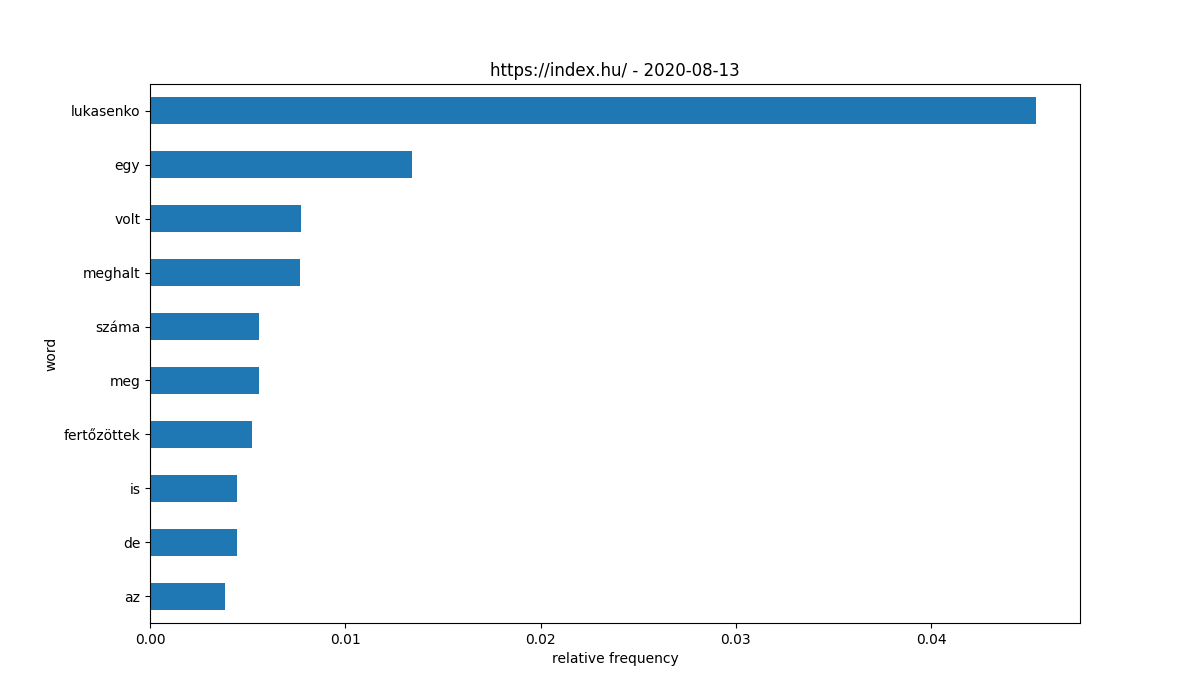 https://index.hu/ - 2020-08-13
lukasenko
egy
volt
meghalt
száma
meg
fertőzöttek
is
de
az
word
0.00 0.01 0.02 0.03 0.04
relative frequency